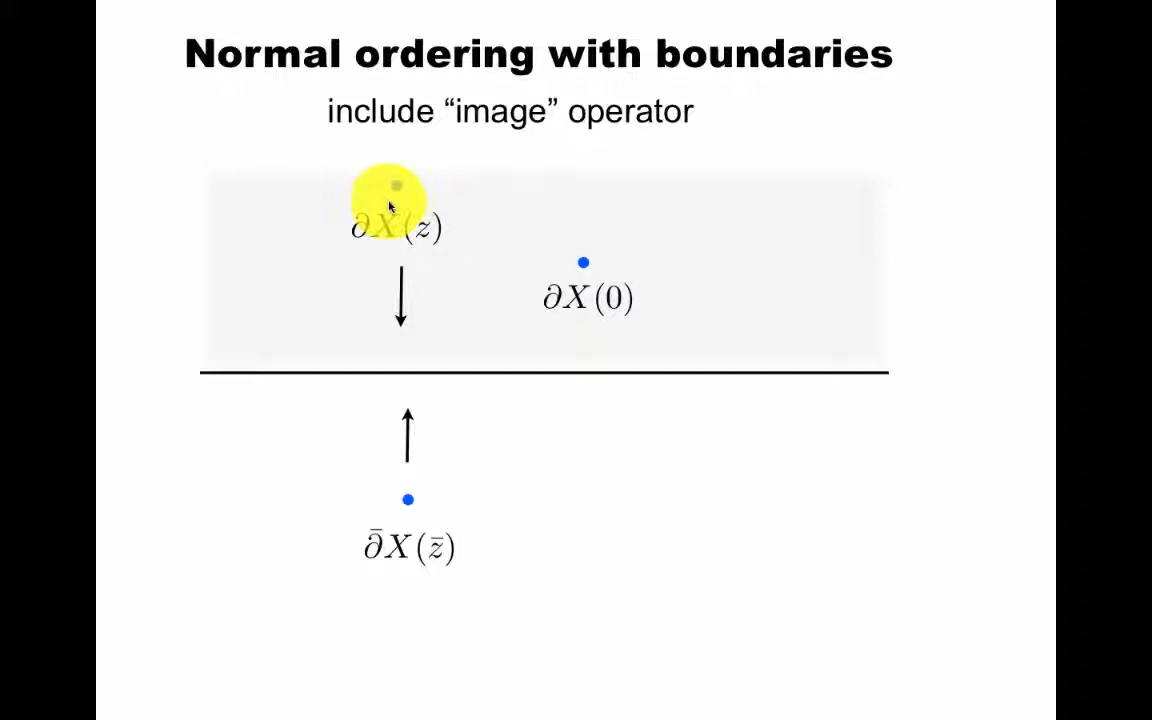 Normal ordering with boundaries
include “image” operator
∂X(z)
∂X(0)
∂̄X(z̄)